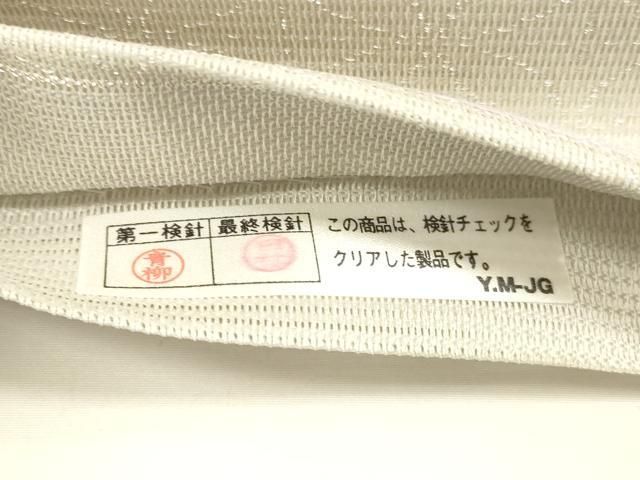 第一検針 最終検針
青柳
この商品は、検針チェックを
クリアした製品です。
Y.M-JG